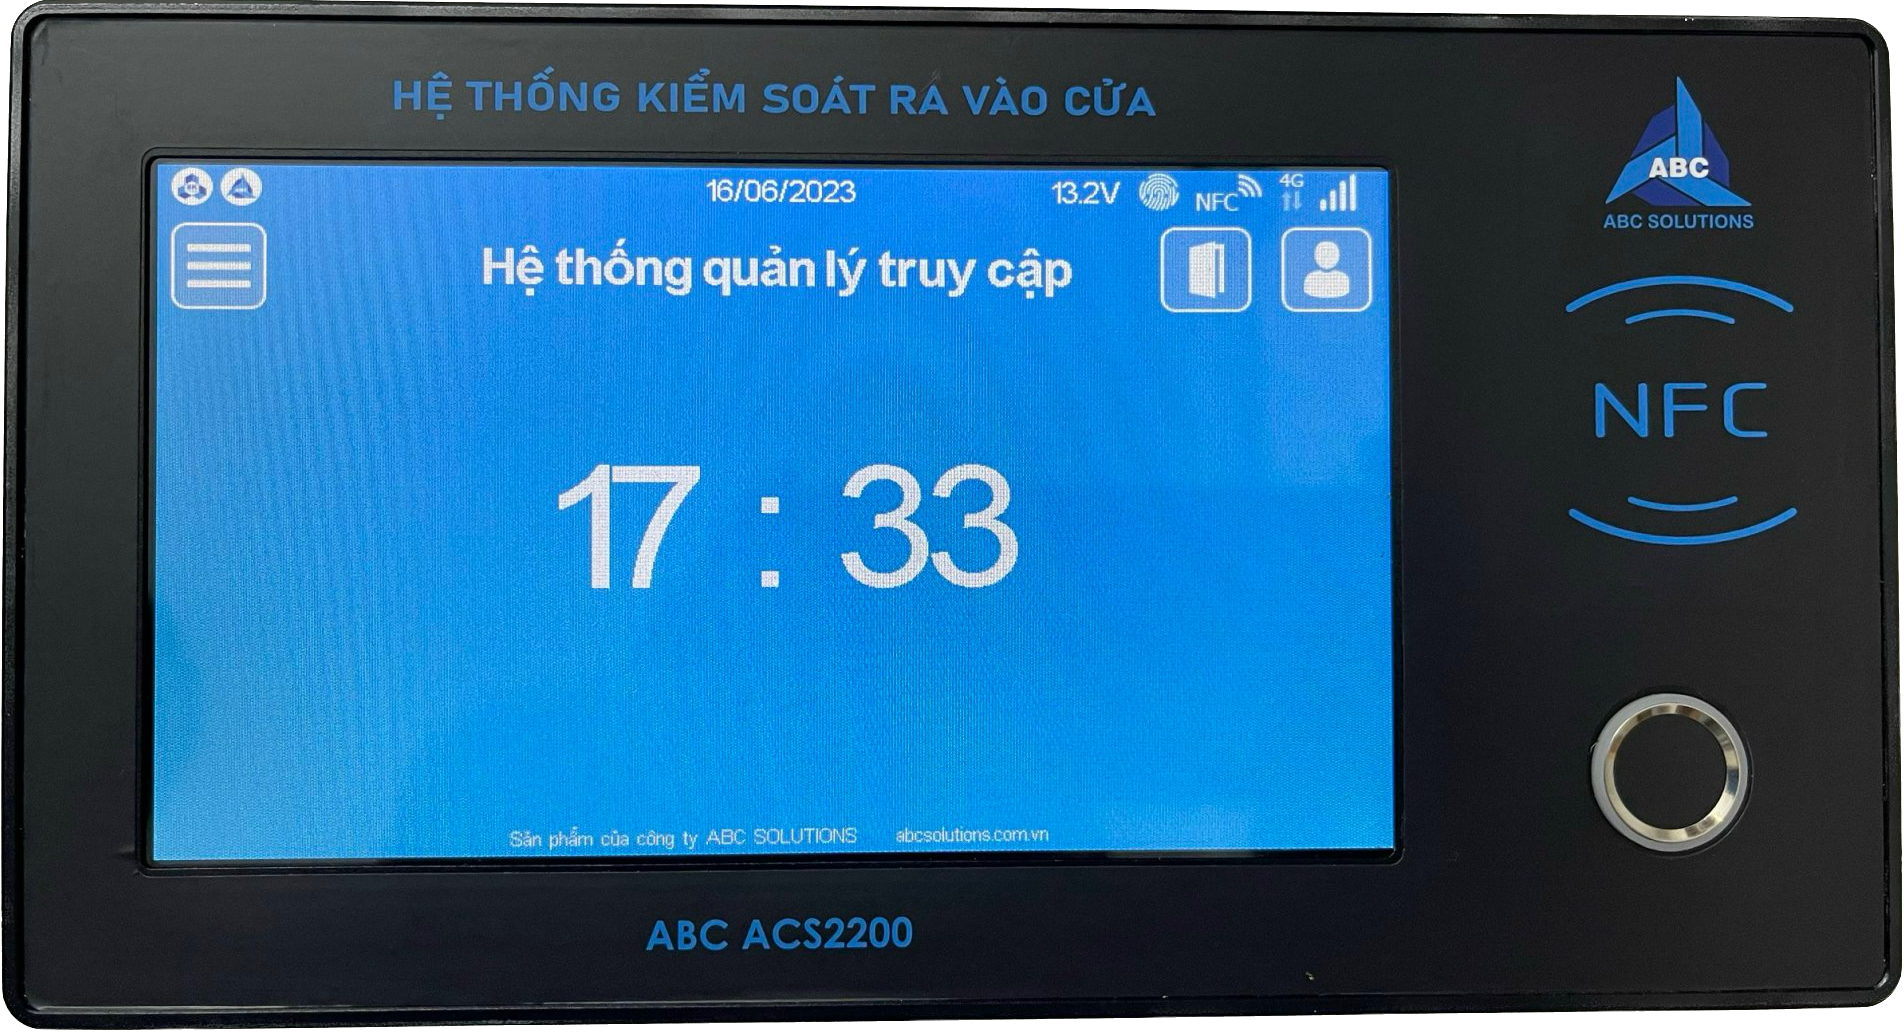 HỆ THỐNG KIỂM SOÁT RA VÀO CỬA
ABC
ABC SOLUTIONS
16/06/2023
13.2V
NFC
4G
Hệ thống quản lý truy cập
NFC
17 : 33
Sản phẩm của công ty ABC SOLUTIONS abcsolutions.com.vn
ABC ACS2200